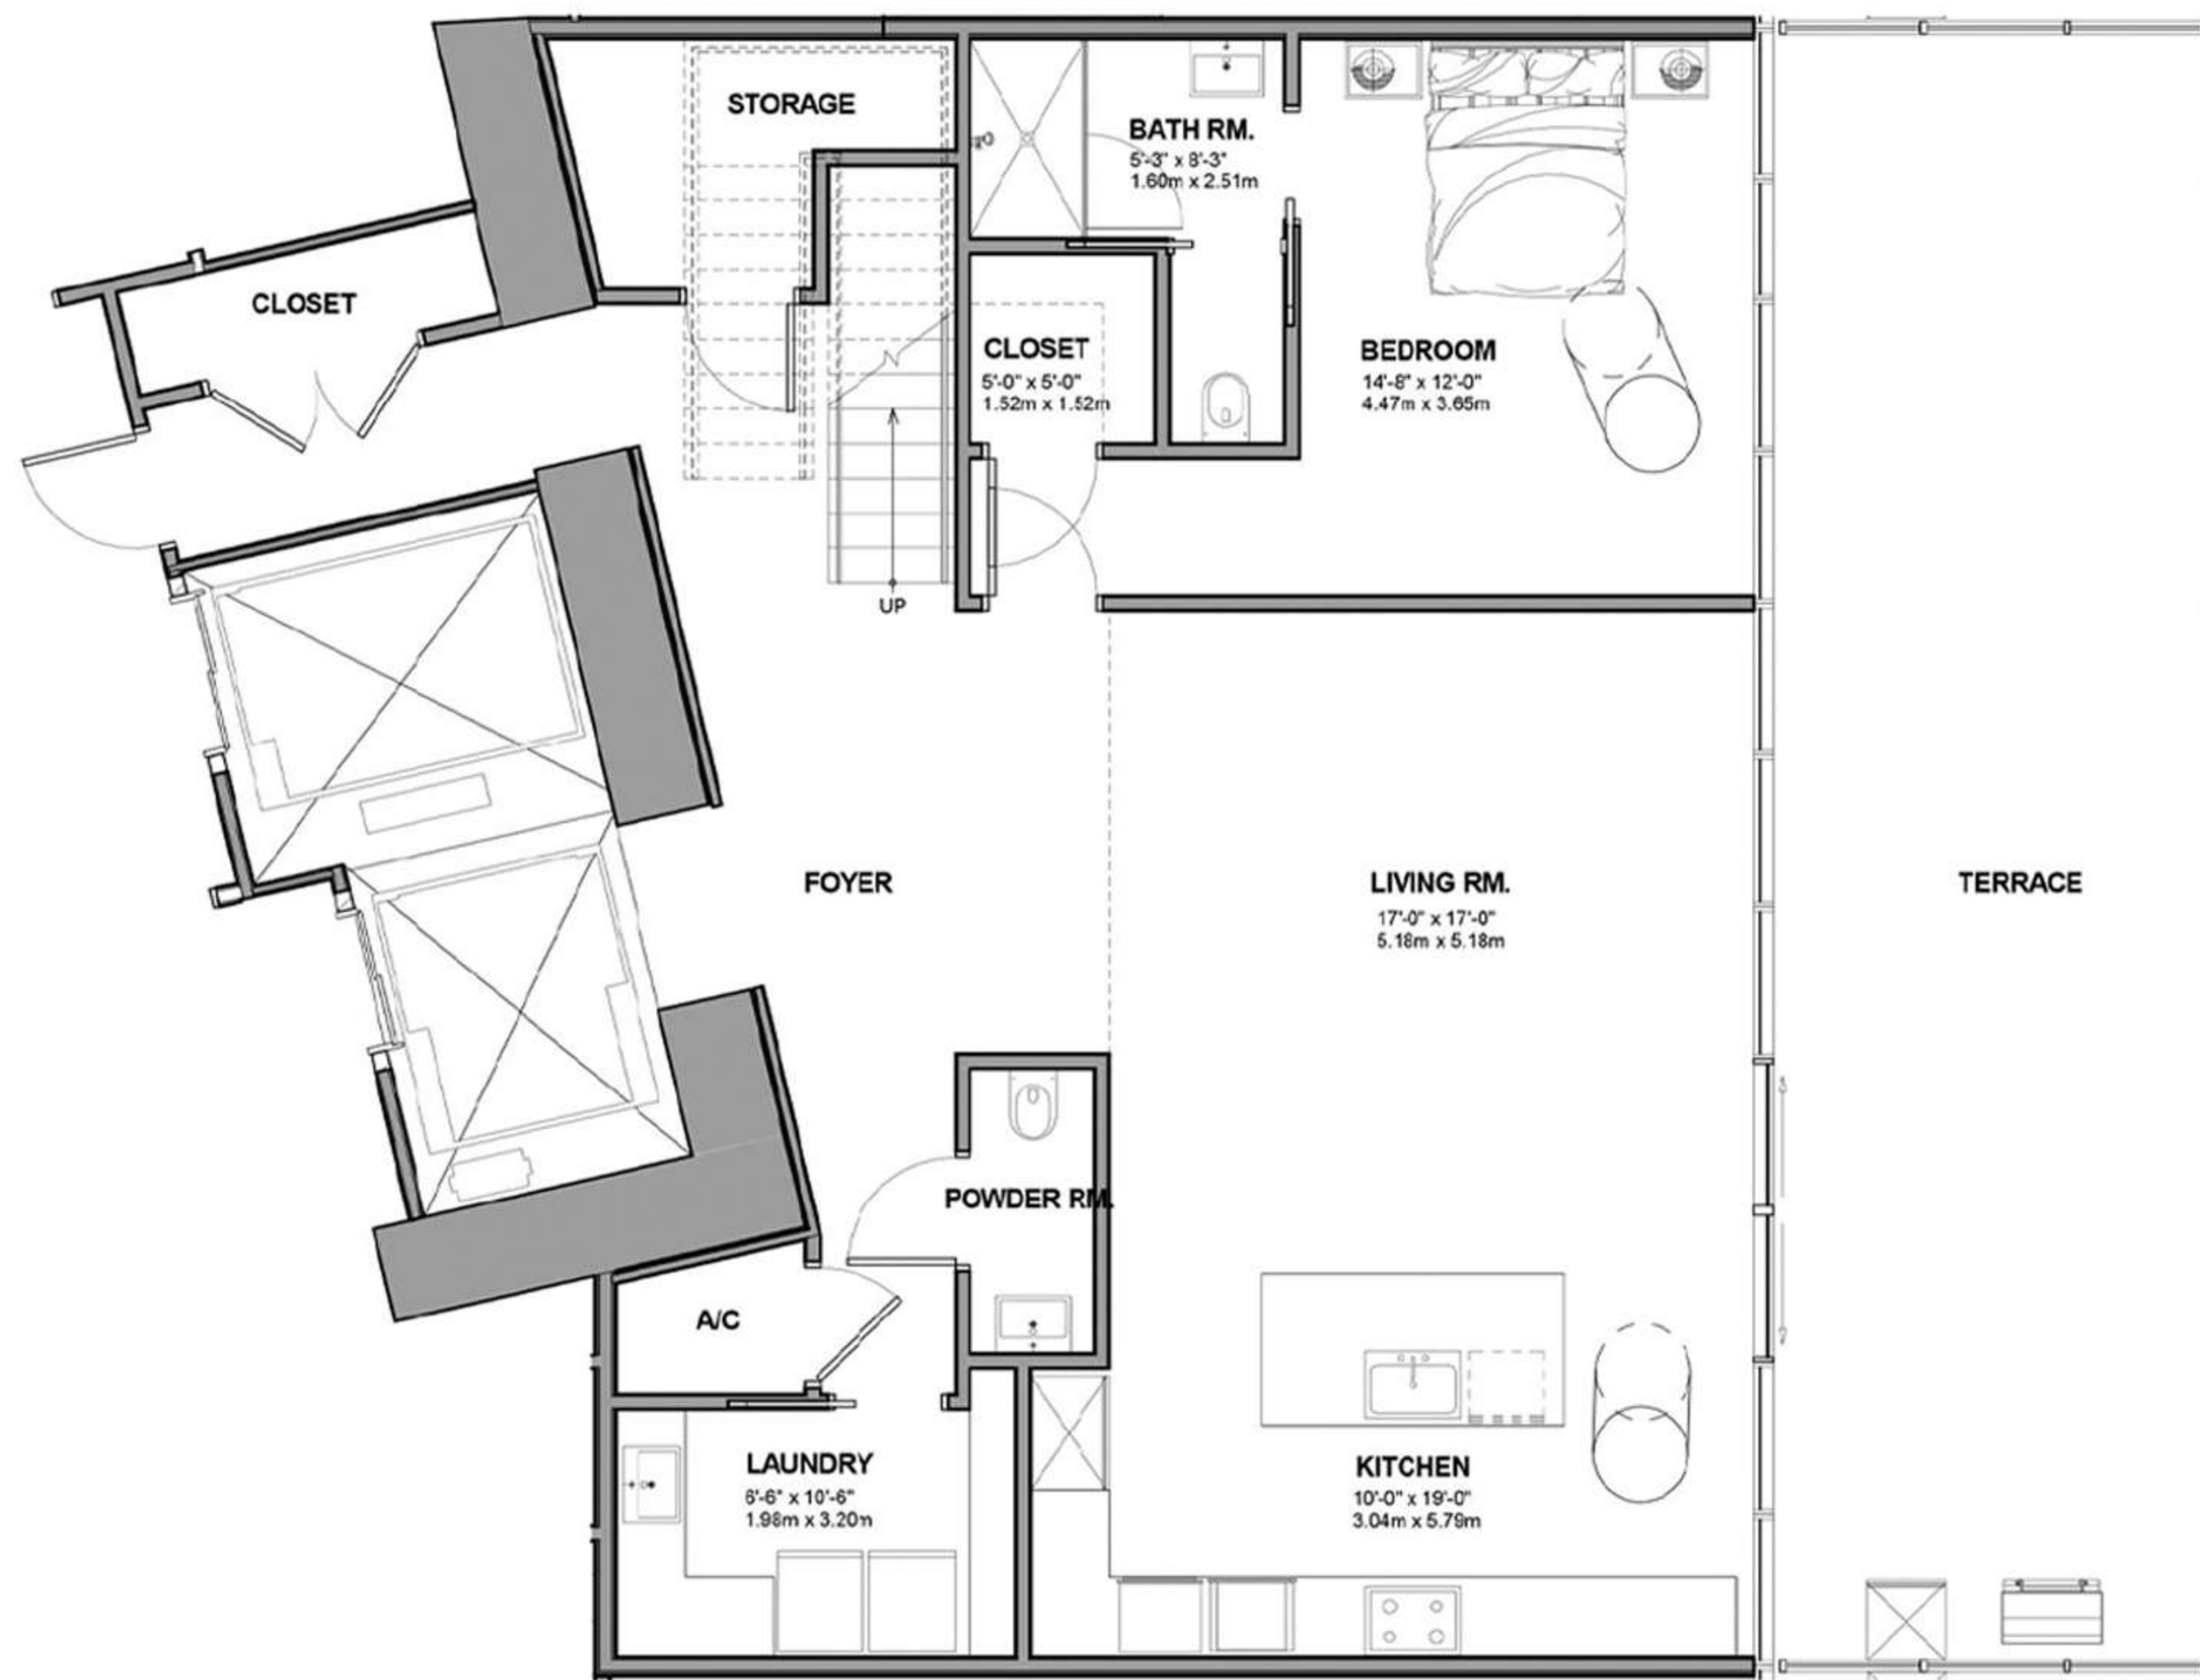 STORAGE
BATH RM.
5'-3" x 8'-3"
1.60m x 2.51m
CLOSET
CLOSET
5'-0" x 5'-0"
1.52m x 1.52m
BEDROOM
14'-8" x 12'-0"
4.47m x 3.65m
UP
FOYER
LIVING RM.
17'-0" x 17'-0"
5.18m x 5.18m
TERRACE
POWDER RM.
A/C
LAUNDRY
6'-6" x 10'-6"
1.98m x 3.20m
KITCHEN
10'-0" x 19'-0"
3.04m x 5.79m